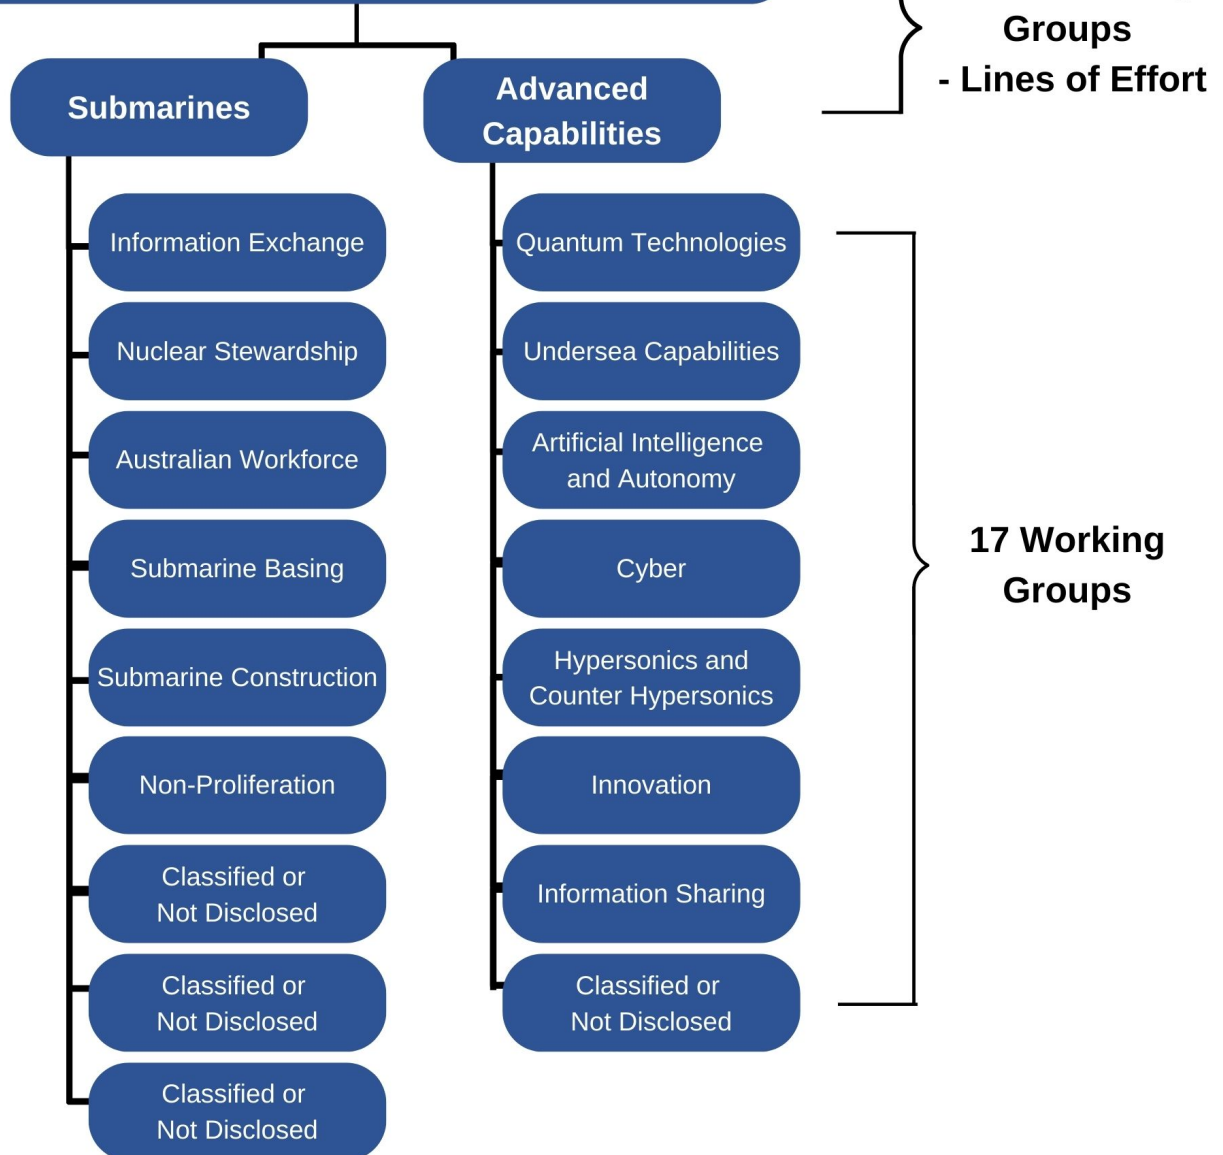 Groups
- Lines of Effort
Submarines
Advanced
Capabilities
Information Exchange
Nuclear Stewardship
Australian Workforce
Submarine Basing
Submarine Construction
Non-Proliferation
Classified or
Not Disclosed
Classified or
Not Disclosed
Classified or
Not Disclosed
Quantum Technologies
Undersea Capabilities
Artificial Intelligence
and Autonomy
Cyber
Hypersonics and
Counter Hypersonics
Innovation
Information Sharing
Classified or
Not Disclosed
17 Working
Groups